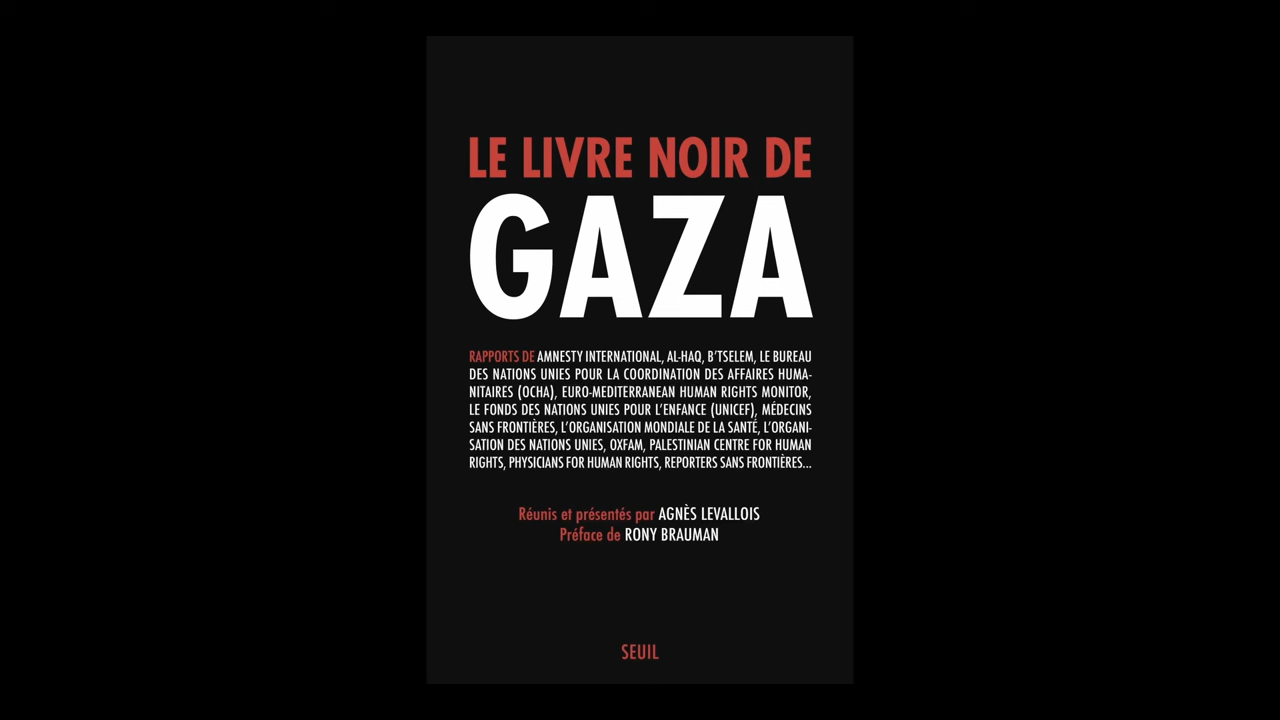 LE LIVRE NOIR DE
GAZA
RAPPORTS DE AMNESTY INTERNATIONAL, AL-HAQ, B'TSELEM, LE BUREAU
DES NATIONS UNIES POUR LA COORDINATION DES AFFAIRES HUMA-
NITAIRES (OCHA), EURO-MEDITERRANEAN HUMAN RIGHTS MONITOR,
LE FONDS DES NATIONS UNIES POUR L'ENFANCE (UNICEF), MÉDECINS
SANS FRONTIÈRES, L'ORGANISATION MONDIALE DE LA SANTÉ, L'ORGANI-
SATION DES NATIONS UNIES, OXFAM, PALESTINIAN CENTRE FOR HUMAN
RIGHTS, PHYSICIANS FOR HUMAN RIGHTS, REPORTERS SANS FRONTIÈRES...
Réunis et présentés par AGNÈS LEVALLOIS
Préface de RONY BRAUMAN
SEUIL